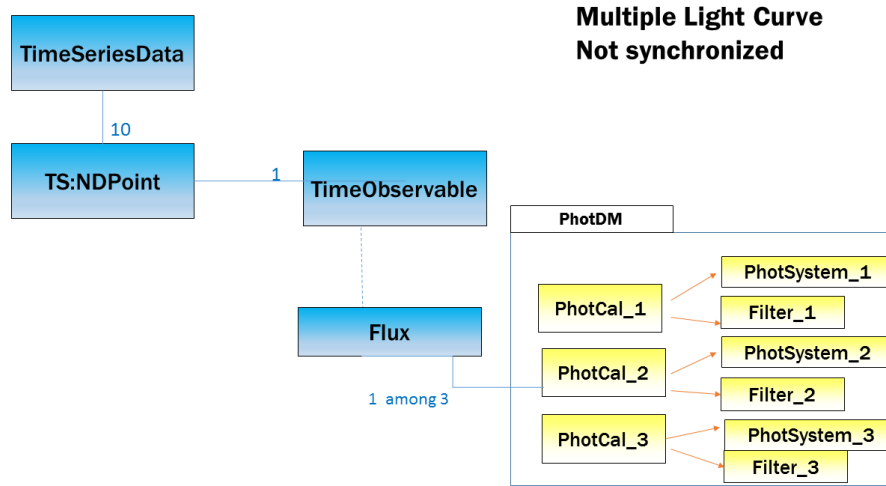 Multiple Light Curve
Not synchronized
TimeSeriesData
10
TS:NDPoint
1
TimeObservable
PhotDM
PhotSystem_1
PhotCal_1
Filter_1
Flux
PhotSystem_2
PhotCal_2
1 among 3
Filter_2
PhotCal_3
PhotSystem_3
Filter_3